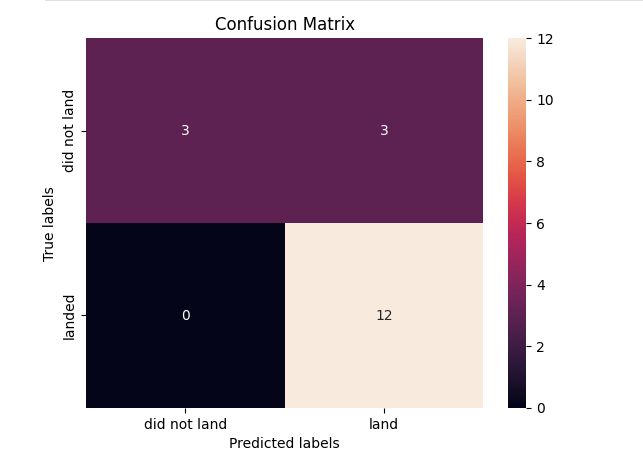 Confusion Matrix
True labels
did not land
landed
3
3
0
12
did not land
land
Predicted labels
12
10
8
6
4
2
0